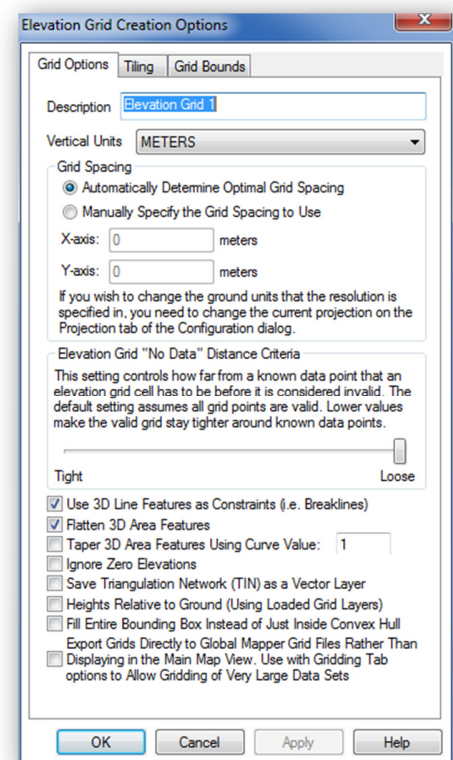 Elevation Grid Creation Options
Grid Options Tiling Grid Bounds
Description Elevation Grid 1
Vertical Units METERS
Grid Spacing
Automatically Determine Optimal Grid Spacing
Manually Specify the Grid Spacing to Use
X-axis: 0 meters
Y-axis: 0 meters
If you wish to change the ground units that the resolution is
specified in, you need to change the current projection on the
Projection tab of the Configuration dialog.
Elevation Grid "No Data" Distance Criteria
This setting controls how far from a known data point that an
elevation grid cell has to be before it is considered invalid. The
default setting assumes all grid points are valid. Lower values
make the valid grid stay tighter around known data points.
Tight Loose
Use 3D Line Features as Constraints (i.e. Breaklines)
Flatten 3D Area Features
Taper 3D Area Features Using Curve Value: 1
Ignore Zero Elevations
Save Triangulation Network (TIN) as a Vector Layer
Heights Relative to Ground (Using Loaded Grid Layers)
Fill Entire Bounding Box Instead of Just Inside Convex Hull
Export Grids Directly to Global Mapper Grid Files Rather Than
Displaying in the Main Map View. Use with Gridding Tab
options to Allow Gridding of Very Large Data Sets
OK Cancel Apply Help